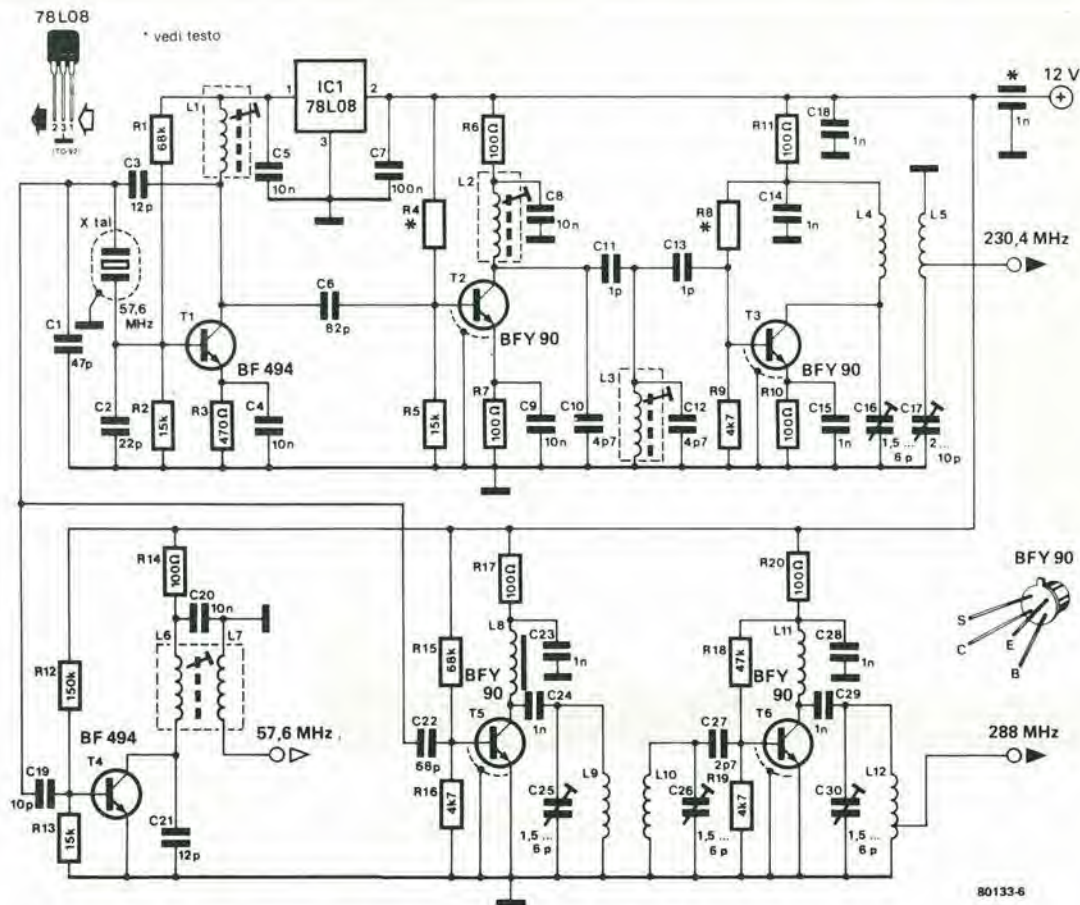 78L08
* vedi testo
2 3 1
(TO-92)
IC1
78L08
1
2
3
*
12 V
1n
L1
R1
68k
C3
12p
C5
10n
C7
100n
R4
*
R6
100Ω
L2
C8
10n
R11
100Ω
C18
1n
C14
1n
R8
*
L4
L5
230,4 MHz
X tal
57,6
MHz
C1
47p
C2
22p
R2
15k
T1
BF 494
R3
470Ω
C4
10n
C6
82p
T2
BFY 90
C11
1p
C13
1p
T3
BFY 90
R5
15k
R7
100Ω
C9
10n
C10
4p7
L3
C12
4p7
R9
4k7
R10
100Ω
C15
1n
C16
1,5 ...
6 p
C17
2 ...
10p
R14
100Ω
C20
10n
L6
L7
R12
150k
BF 494
T4
57,6 MHz
C19
10p
R13
15k
C21
12p
R15
68k
R17
100Ω
L8
C23
1n
BFY
90
C24
1n
T5
C22
68p
R16
4k7
C25
1,5 ...
6p
L9
L10
C26
1,5 ...
6p
R20
100Ω
R18
47k
L11
C28
1n
BFY
90
C29
1n
T6
C27
2p7
R19
4k7
C30
1,5 ...
6p
L12
288 MHz
BFY 90
S
C
E
B
80133-6